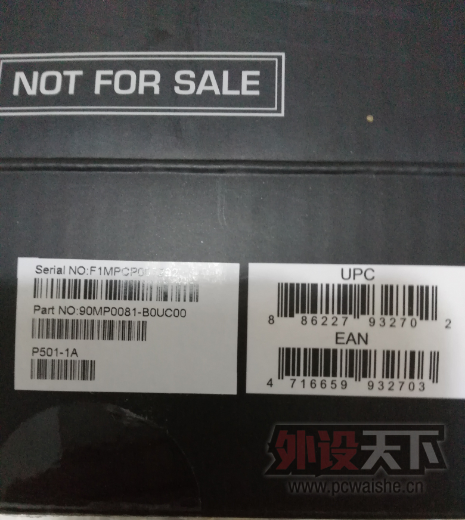 NOT FOR SALE
Serial NO:F1MPCP0
Part NO:90MP0081-B0UC00
P501-1A
UPC
8 86227 93270 2
EAN
4 716659 932703
外设天下
www.pcwaishe.cn